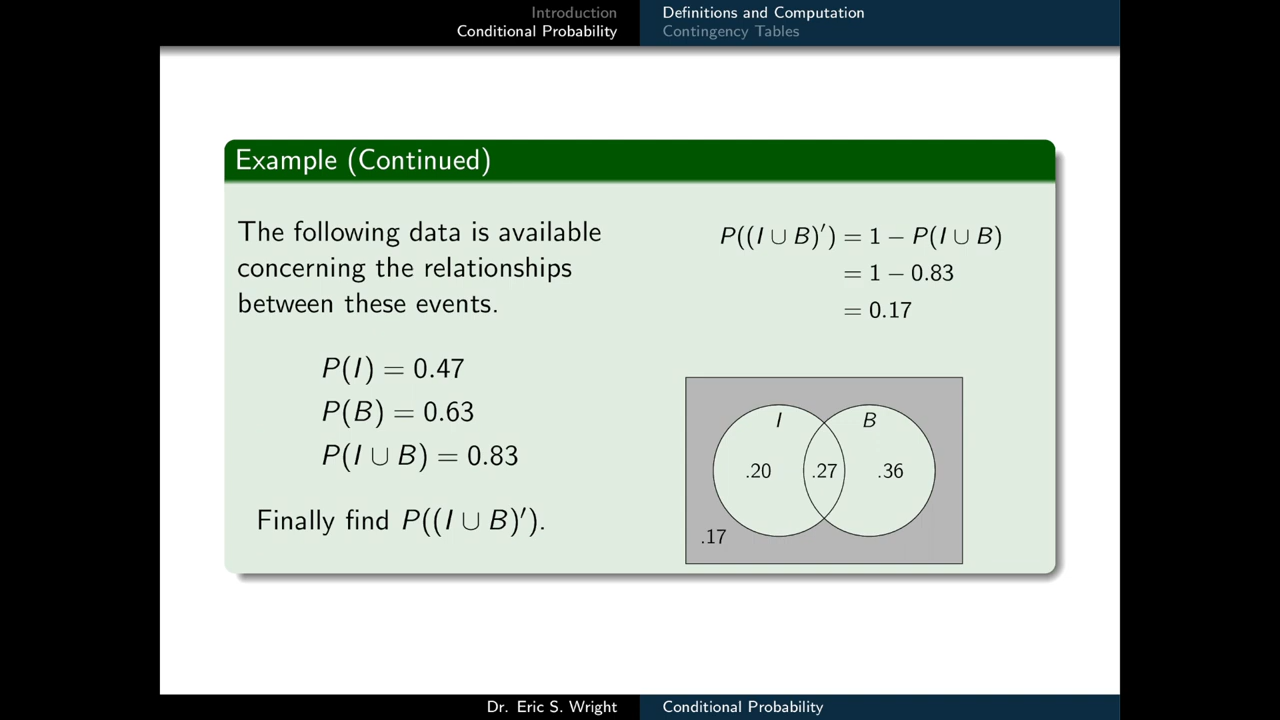 Introduction
Conditional Probability
Definitions and Computation
Contingency Tables
Example (Continued)
The following data is available
concerning the relationships
between these events.
P(I) = 0.47
P(B) = 0.63
P(I ∪ B) = 0.83
Finally find P((I ∪ B)′).
P((I ∪ B)′) = 1 − P(I ∪ B)
= 1 − 0.83
= 0.17
I B
.20 .27 .36
.17
Dr. Eric S. Wright
Conditional Probability